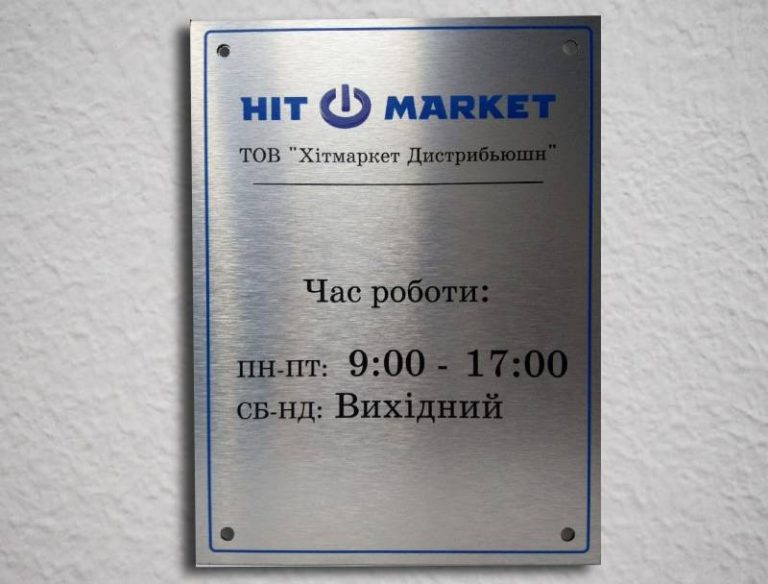 HIT MARKET
ТОВ "Хітмаркет Дистрибьюшн"
Час роботи:
ПН-ПТ: 9:00 - 17:00
СБ-НД: Вихідний